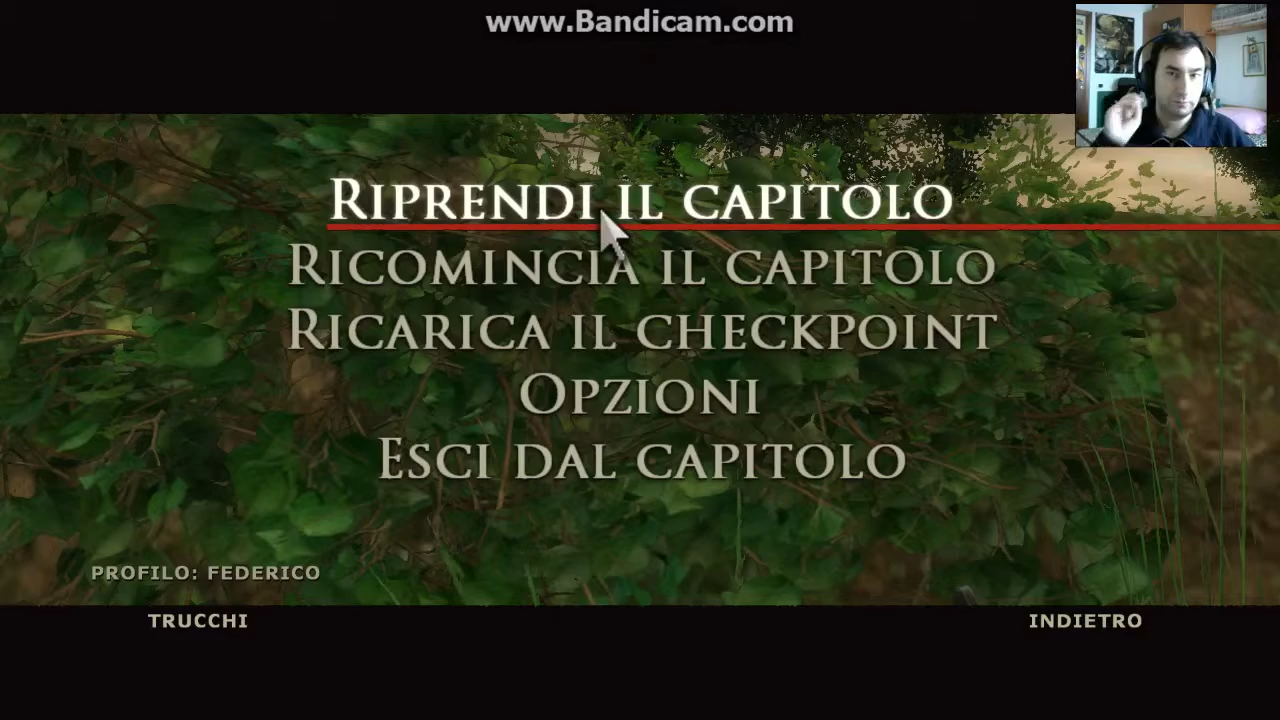 www.Bandicam.com
RIPRENDI IL CAPITOLO
RICOMINCIA IL CAPITOLO
RICARICA IL CHECKPOINT
OPZIONI
ESCI DAL CAPITOLO
PROFILO: FEDERICO
TRUCCHI
INDIETRO